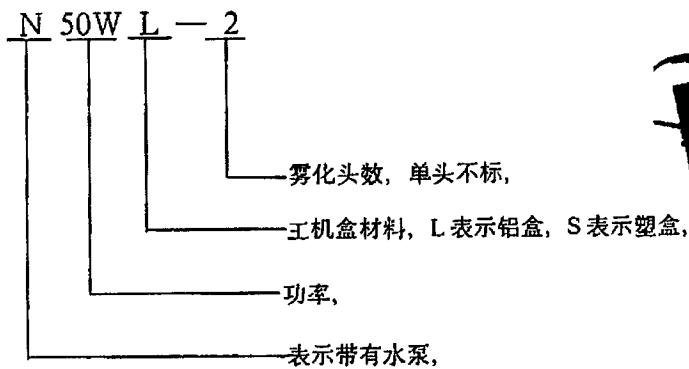 N 50W L — 2
雾化头数，单头不标，
主机盒材料，L 表示铝盒，S 表示塑盒，
功率，
表示带有水泵，